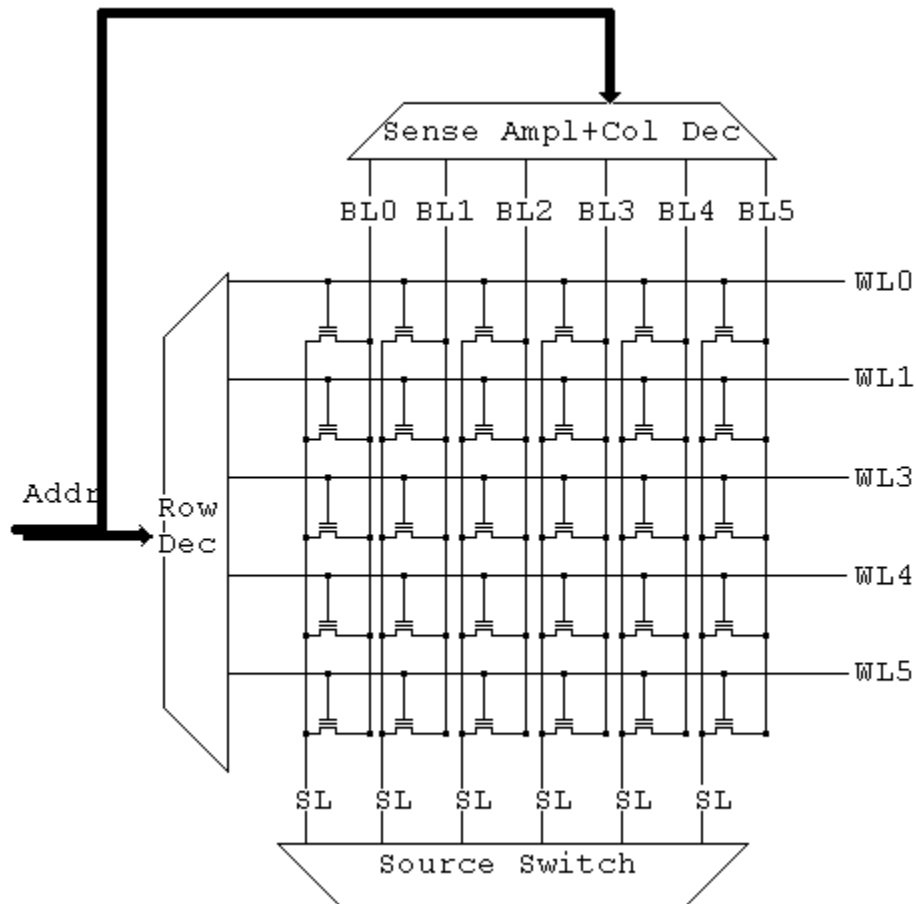 Sense Ampl+Col Dec
BL0 BL1 BL2 BL3 BL4 BL5
WL0
WL1
WL3
Addr
Row
Dec
WL4
WL5
SL SL SL SL SL SL
Source Switch